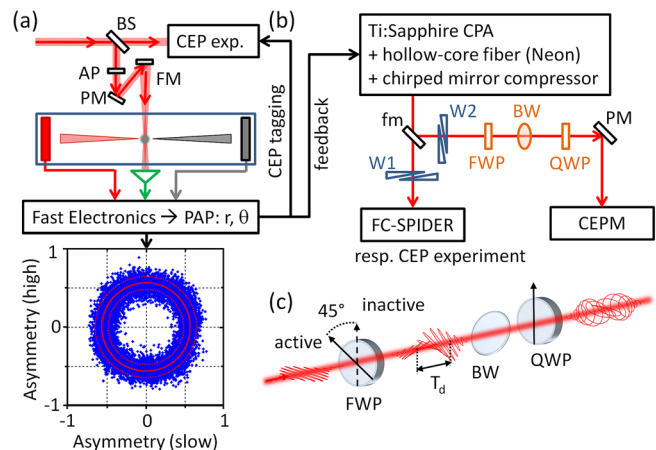 (a)
BS
CEP exp.
AP
PM
FM
CEP tagging
feedback
Fast Electronics → PAP: r, θ
Asymmetry (high)
1
0
-1
-1
0
1
Asymmetry (slow)
(b)
Ti:Sapphire CPA
+ hollow-core fiber (Neon)
+ chirped mirror compressor
fm
W2
BW
PM
W1
FWP
QWP
FC-SPIDER
CEPM
resp. CEP experiment
(c)
45°
inactive
active
FWP
T_d
BW
QWP